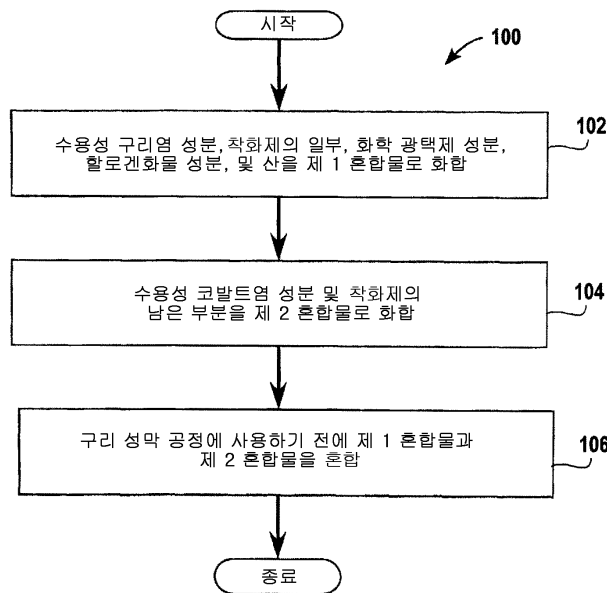 시작
100
수용성 구리염 성분,착화제의 일부, 화학 광택제 성분,
할로겐화물 성분, 및 산을 제 1 혼합물로 화합
102
수용성 코발트염 성분 및 착화제의
남은 부분을 제 2 혼합물로 화합
104
구리 성막 공정에 사용하기 전에 제 1 혼합물과
제 2 혼합물을 혼합
106
종료